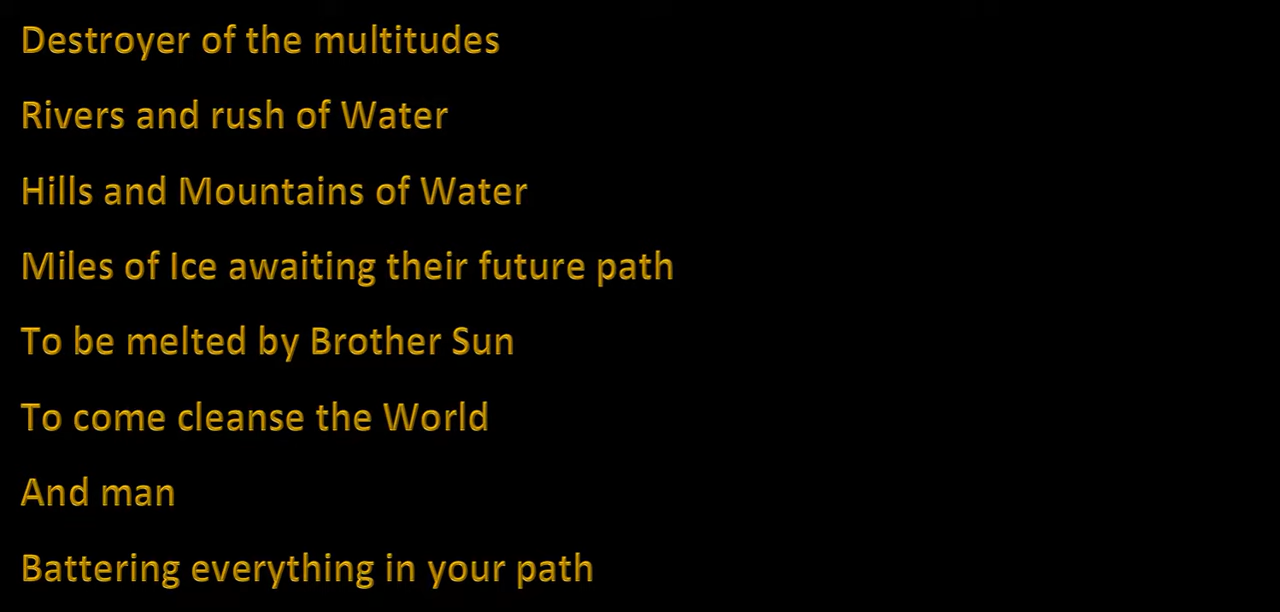 Destroyer of the multitudes
Rivers and rush of Water
Hills and Mountains of Water
Miles of Ice awaiting their future path
To be melted by Brother Sun
To come cleanse the World
And man
Battering everything in your path